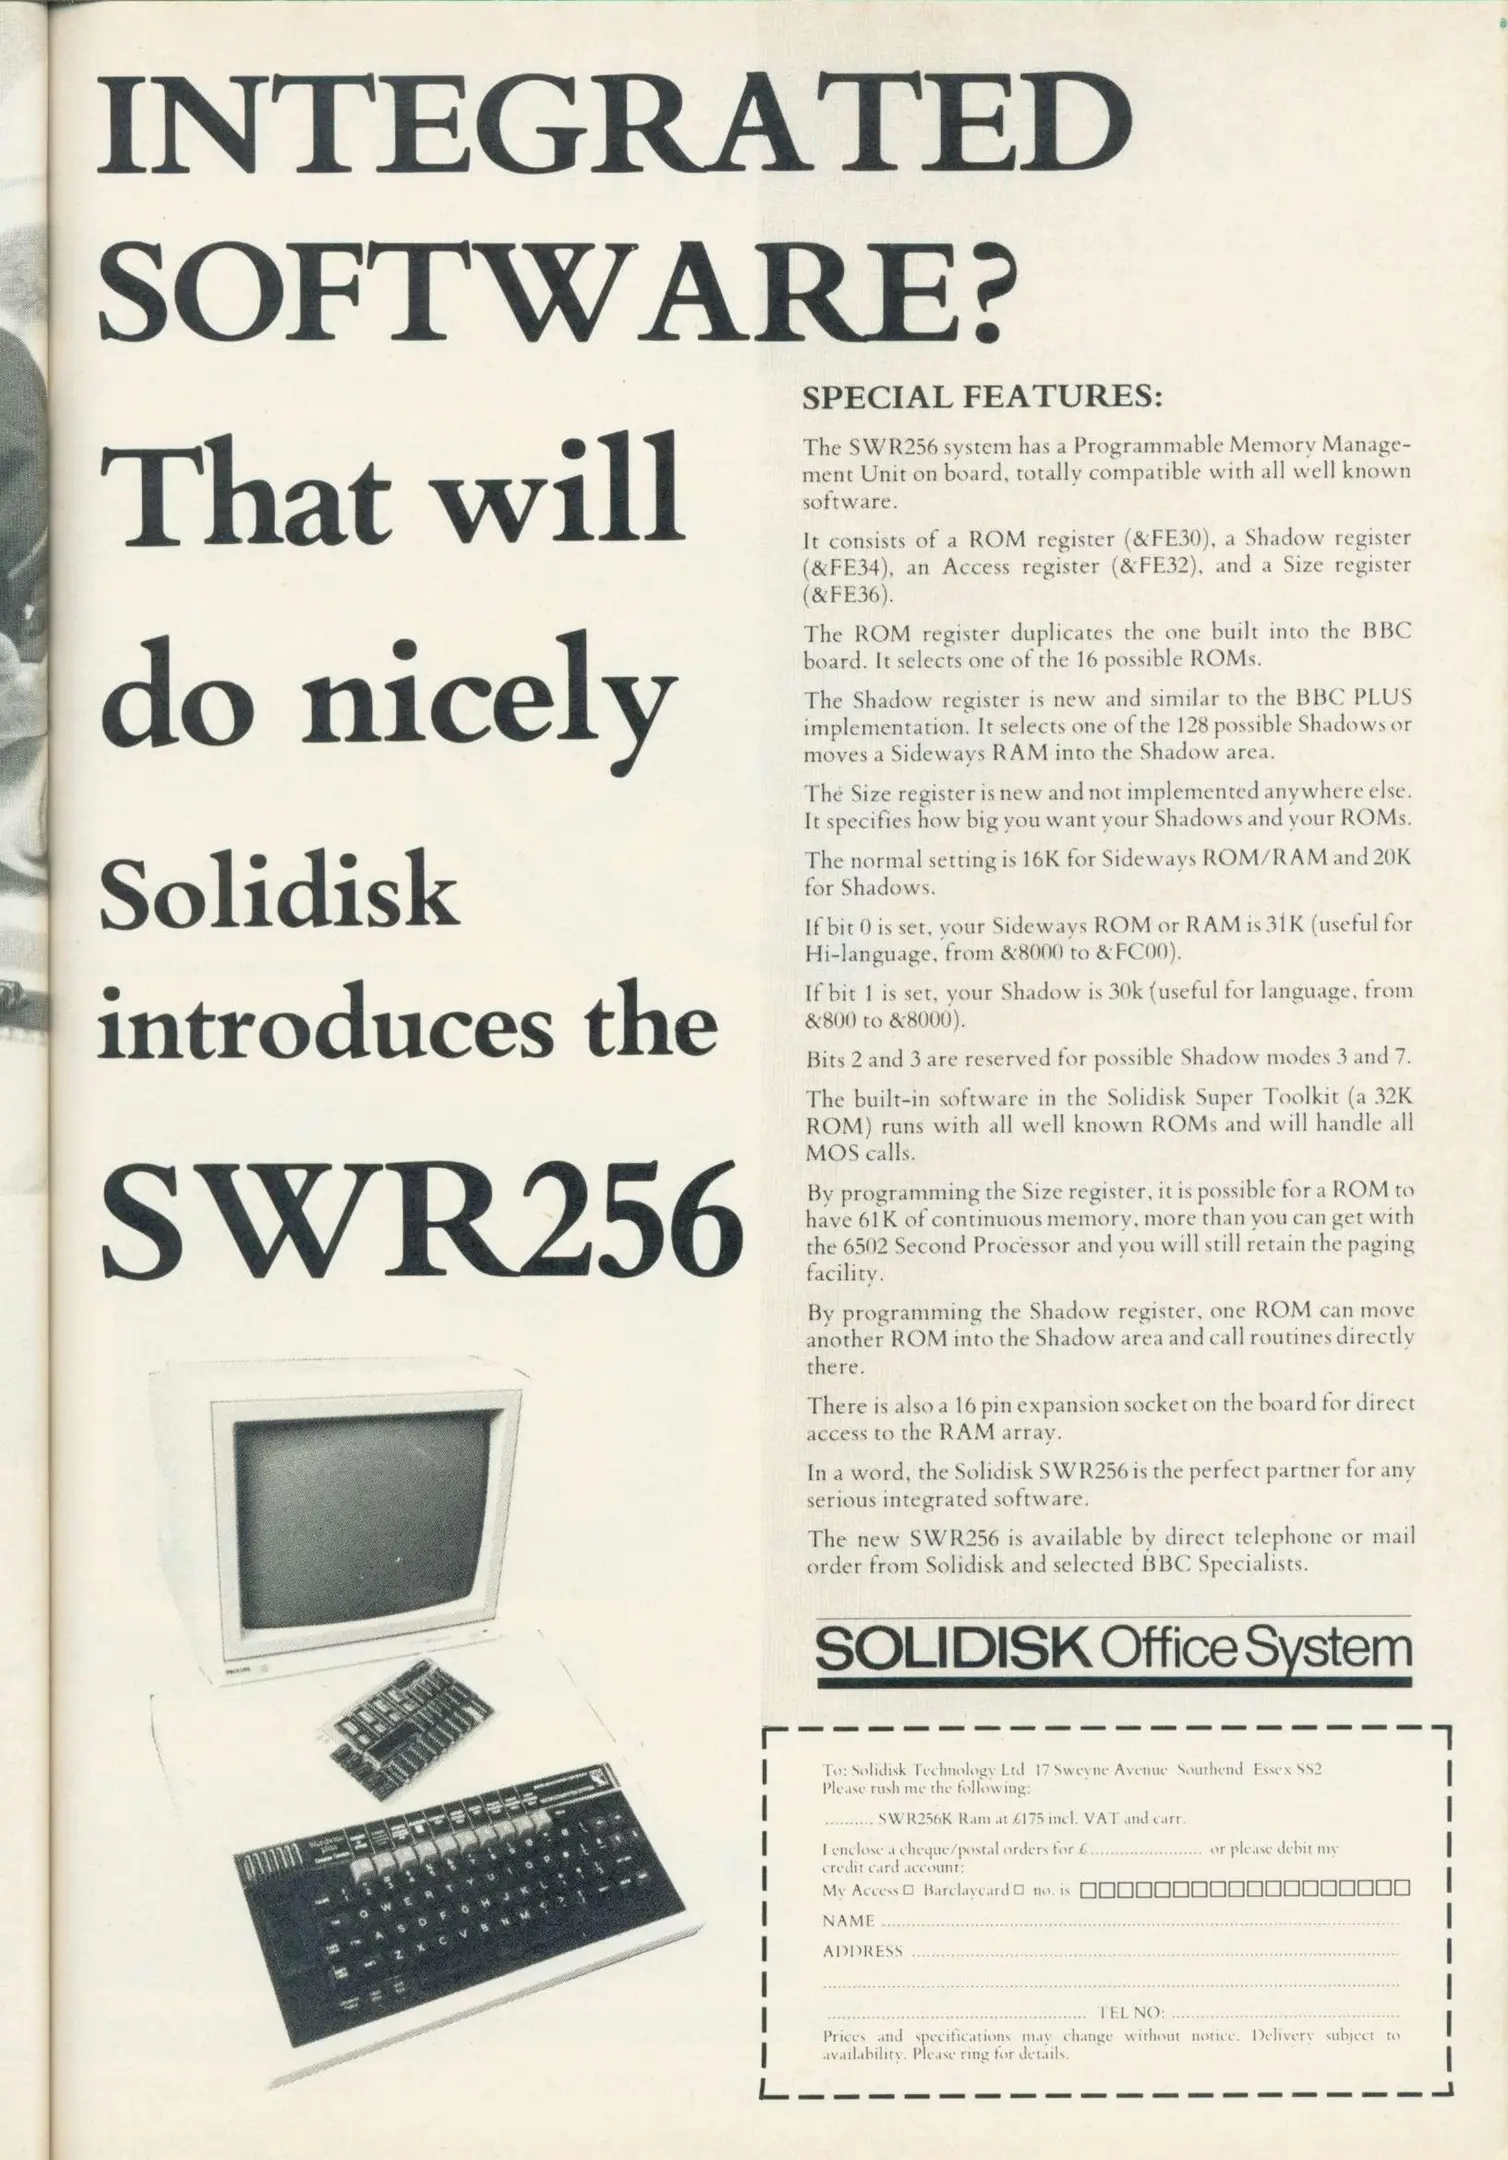 INTEGRATED
SOFTWARE?
That will
do nicely
Solidisk
introduces the
SWR256
SPECIAL FEATURES:
The SWR256 system has a Programmable Memory Manage-
ment Unit on board, totally compatible with all well known
software.
It consists of a ROM register (&FE30), a Shadow register
(&FE34), an Access register (&FE32), and a Size register
(&FE36).
The ROM register duplicates the one built into the BBC
board. It selects one of the 16 possible ROMs.
The Shadow register is new and similar to the BBC PLUS
implementation. It selects one of the 128 possible Shadows or
moves a Sideways RAM into the Shadow area.
The Size register is new and not implemented anywhere else.
It specifies how big you want your Shadows and your ROMs.
The normal setting is 16K for Sideways ROM/RAM and 20K
for Shadows.
If bit 0 is set, your Sideways ROM or RAM is 31K (useful for
Hi-language, from &8000 to &FC00).
If bit 1 is set, your Shadow is 30k (useful for language, from
&800 to &8000).
Bits 2 and 3 are reserved for possible Shadow modes 3 and 7.
The built-in software in the Solidisk Super Toolkit (a 32K
ROM) runs with all well known ROMs and will handle all
MOS calls.
By programming the Size register, it is possible for a ROM to
have 61K of continuous memory, more than you can get with
the 6502 Second Processor and you will still retain the paging
facility.
By programming the Shadow register, one ROM can move
another ROM into the Shadow area and call routines directly
there.
There is also a 16 pin expansion socket on the board for direct
access to the RAM array.
In a word, the Solidisk SWR256 is the perfect partner for any
serious integrated software.
The new SWR256 is available by direct telephone or mail
order from Solidisk and selected BBC Specialists.
SOLIDISK Office System
To: Solidisk Technology Ltd 17 Sweyne Avenue Southend Essex SS2
Please rush me the following:
........... SWR256K Ram at £175 incl. VAT and carr.
I enclose a cheque/postal orders for £........................ or please debit my
credit card account:
My Access □ Barclaycard □ no. is □□□□□□□□□□□□□□□□□□
NAME ........................................................................
ADDRESS ....................................................................
................................................................................
.................................................... TEL NO: ..............................................
Prices and specifications may change without notice. Delivery subject to
availability. Please ring for details.
PHILIPS
Q W E R T Y U I O P
A S D F G H J K L
Z X C V B N M